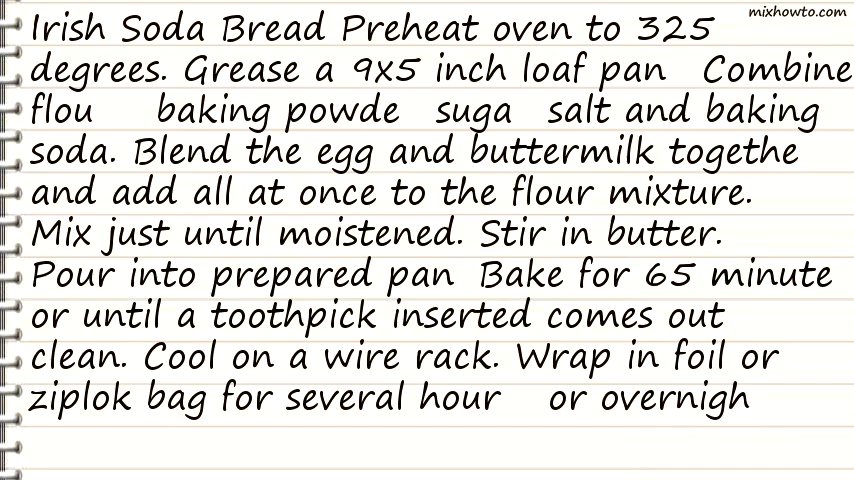 mixhowto.com
Irish Soda Bread Preheat oven to 325
degrees. Grease a 9x5 inch loaf pan Combine
flou baking powde suga salt and baking
soda. Blend the egg and buttermilk togethe
and add all at once to the flour mixture.
Mix just until moistened. Stir in butter.
Pour into prepared pan Bake for 65 minute
or until a toothpick inserted comes out
clean. Cool on a wire rack. Wrap in foil or
ziplok bag for several hour or overnigh